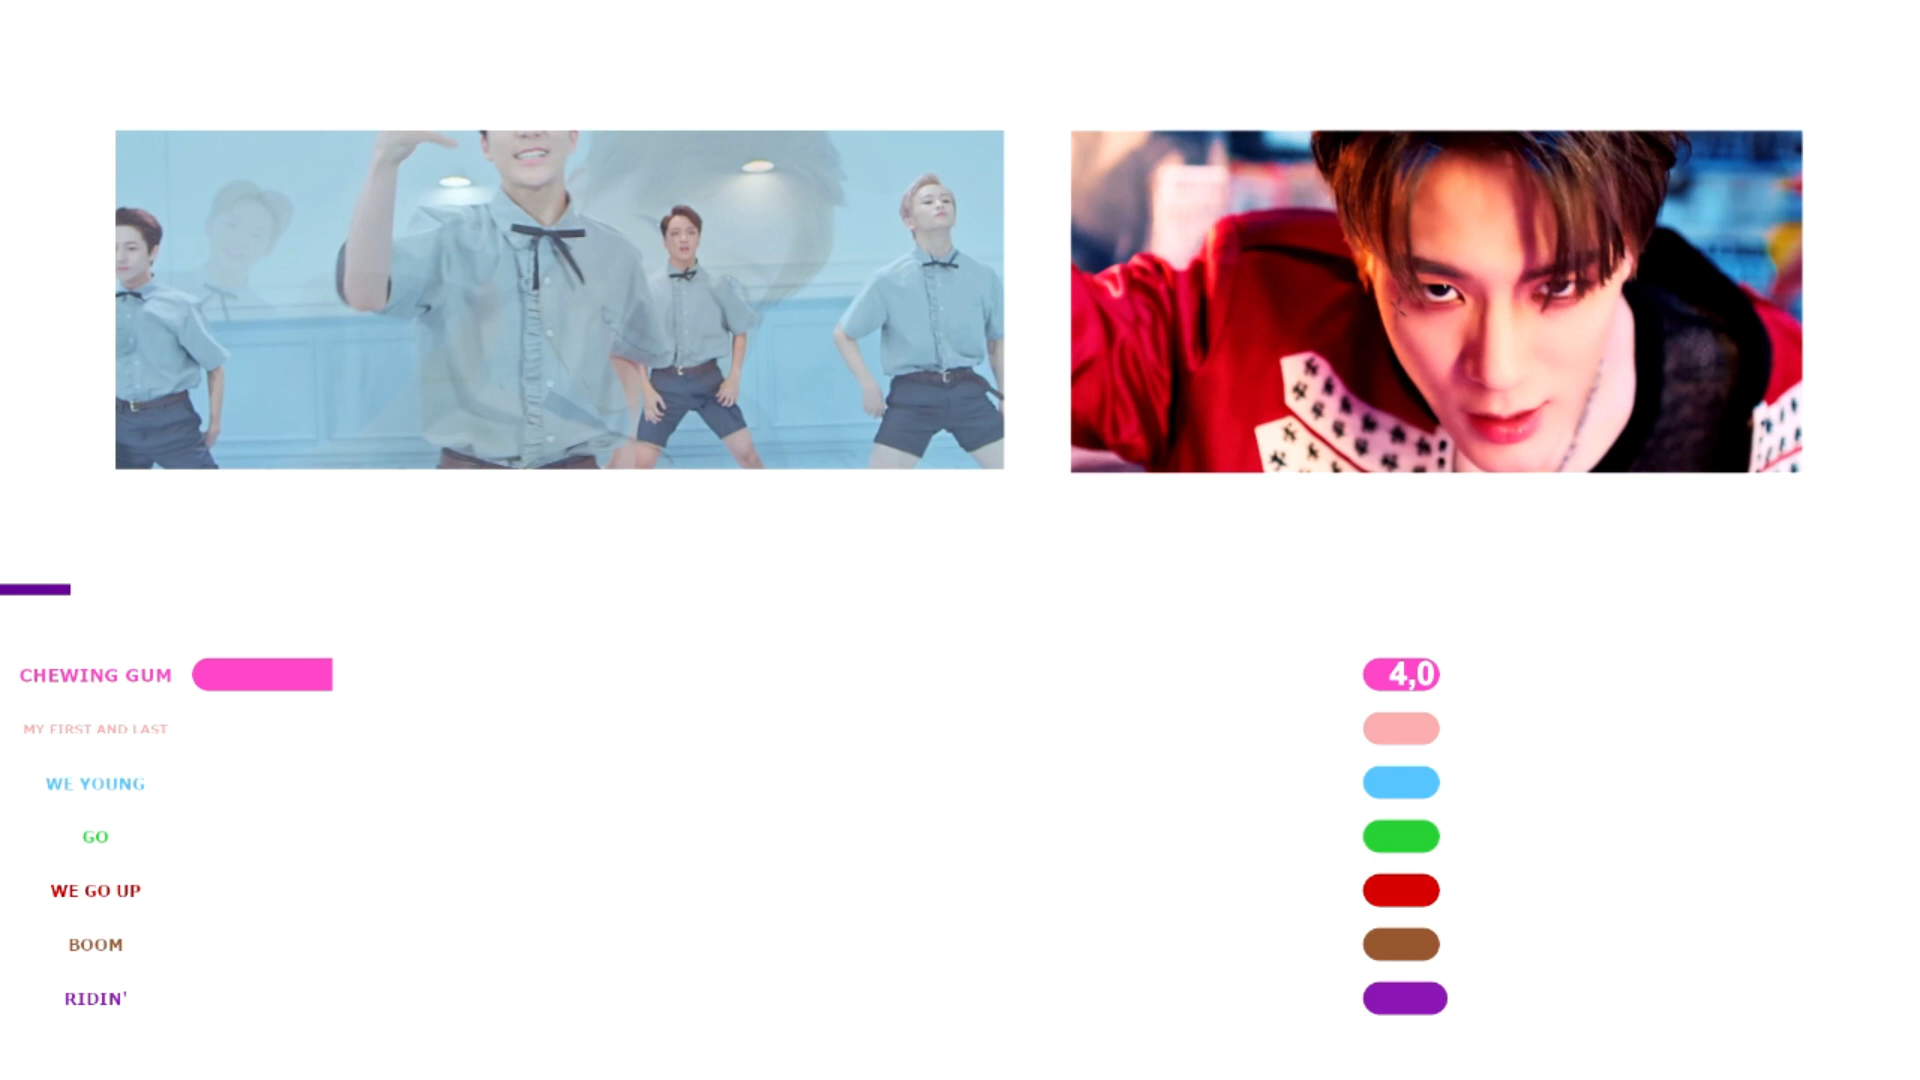 CHEWING GUM 4,0
MY FIRST AND LAST
WE YOUNG
GO
WE GO UP
BOOM
RIDIN'